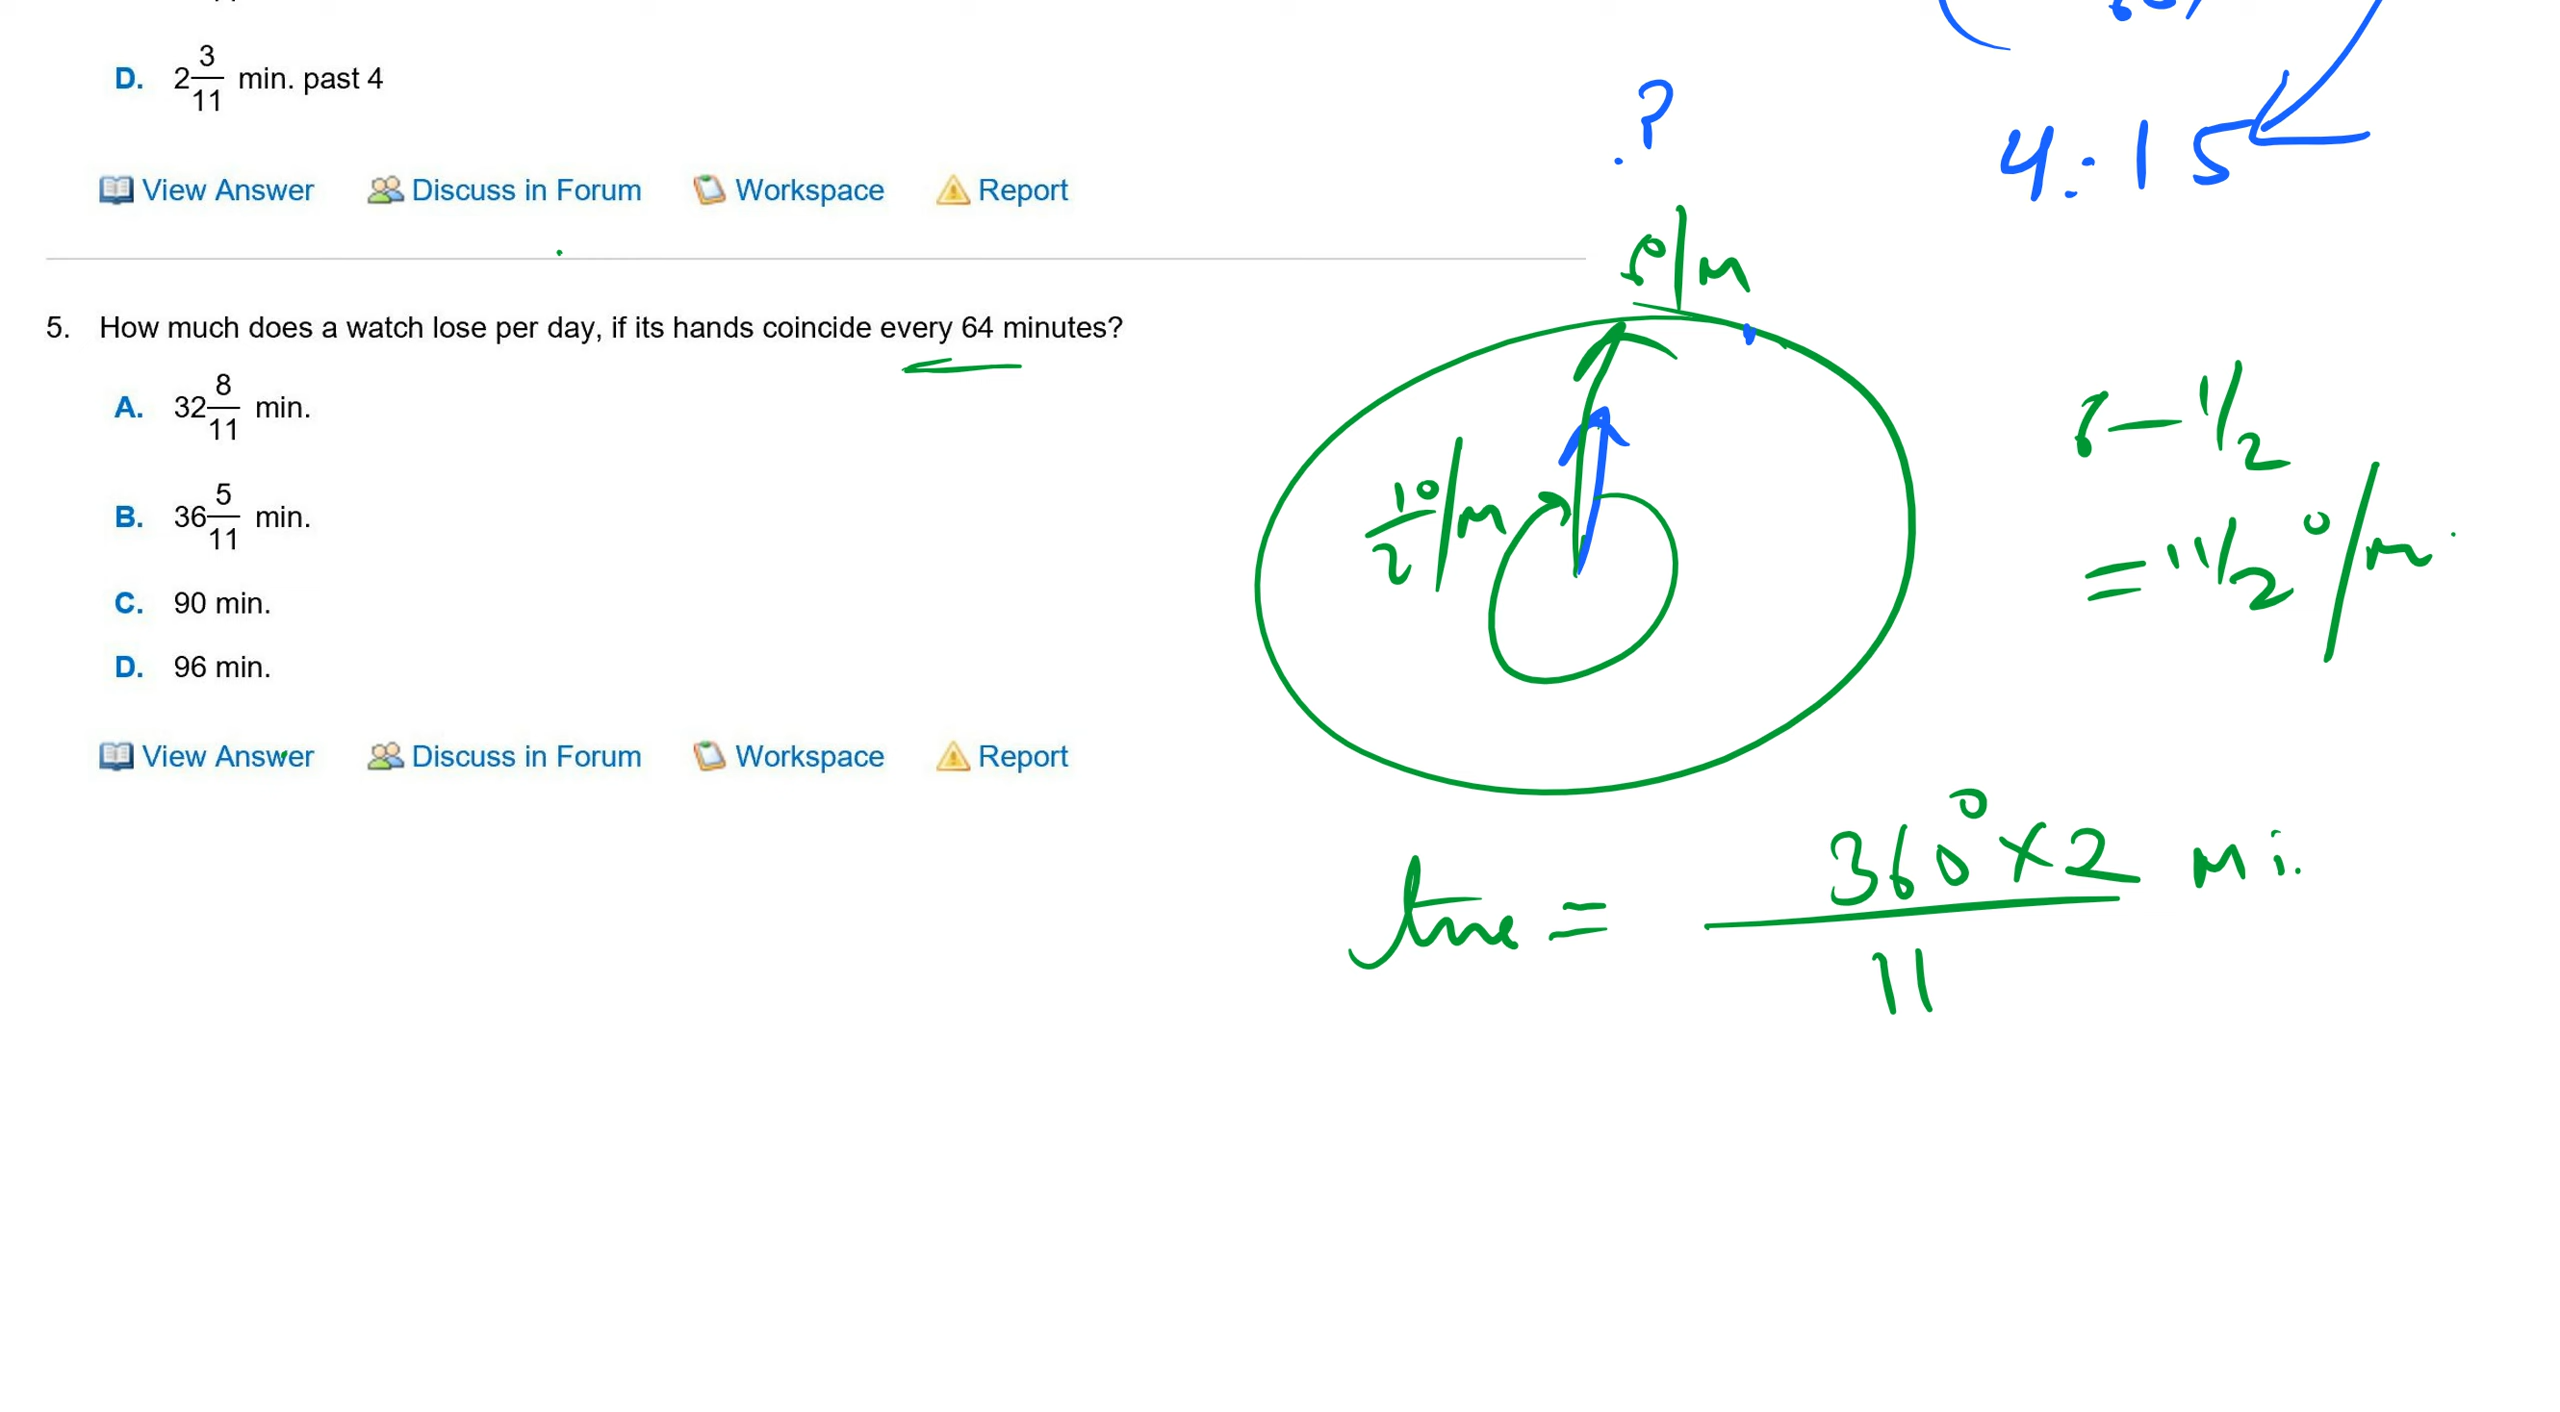 D. 2 3/11 min. past 4
View Answer Discuss in Forum Workspace Report
?
4:15
5. How much does a watch lose per day, if its hands coincide every 64 minutes?
A. 32 8/11 min.
B. 36 5/11 min.
C. 90 min.
D. 96 min.
View Answer Discuss in Forum Workspace Report
6°/m
1/2°/m
6-1/2
=11/2°/m
time = 360°×2/11 mi.